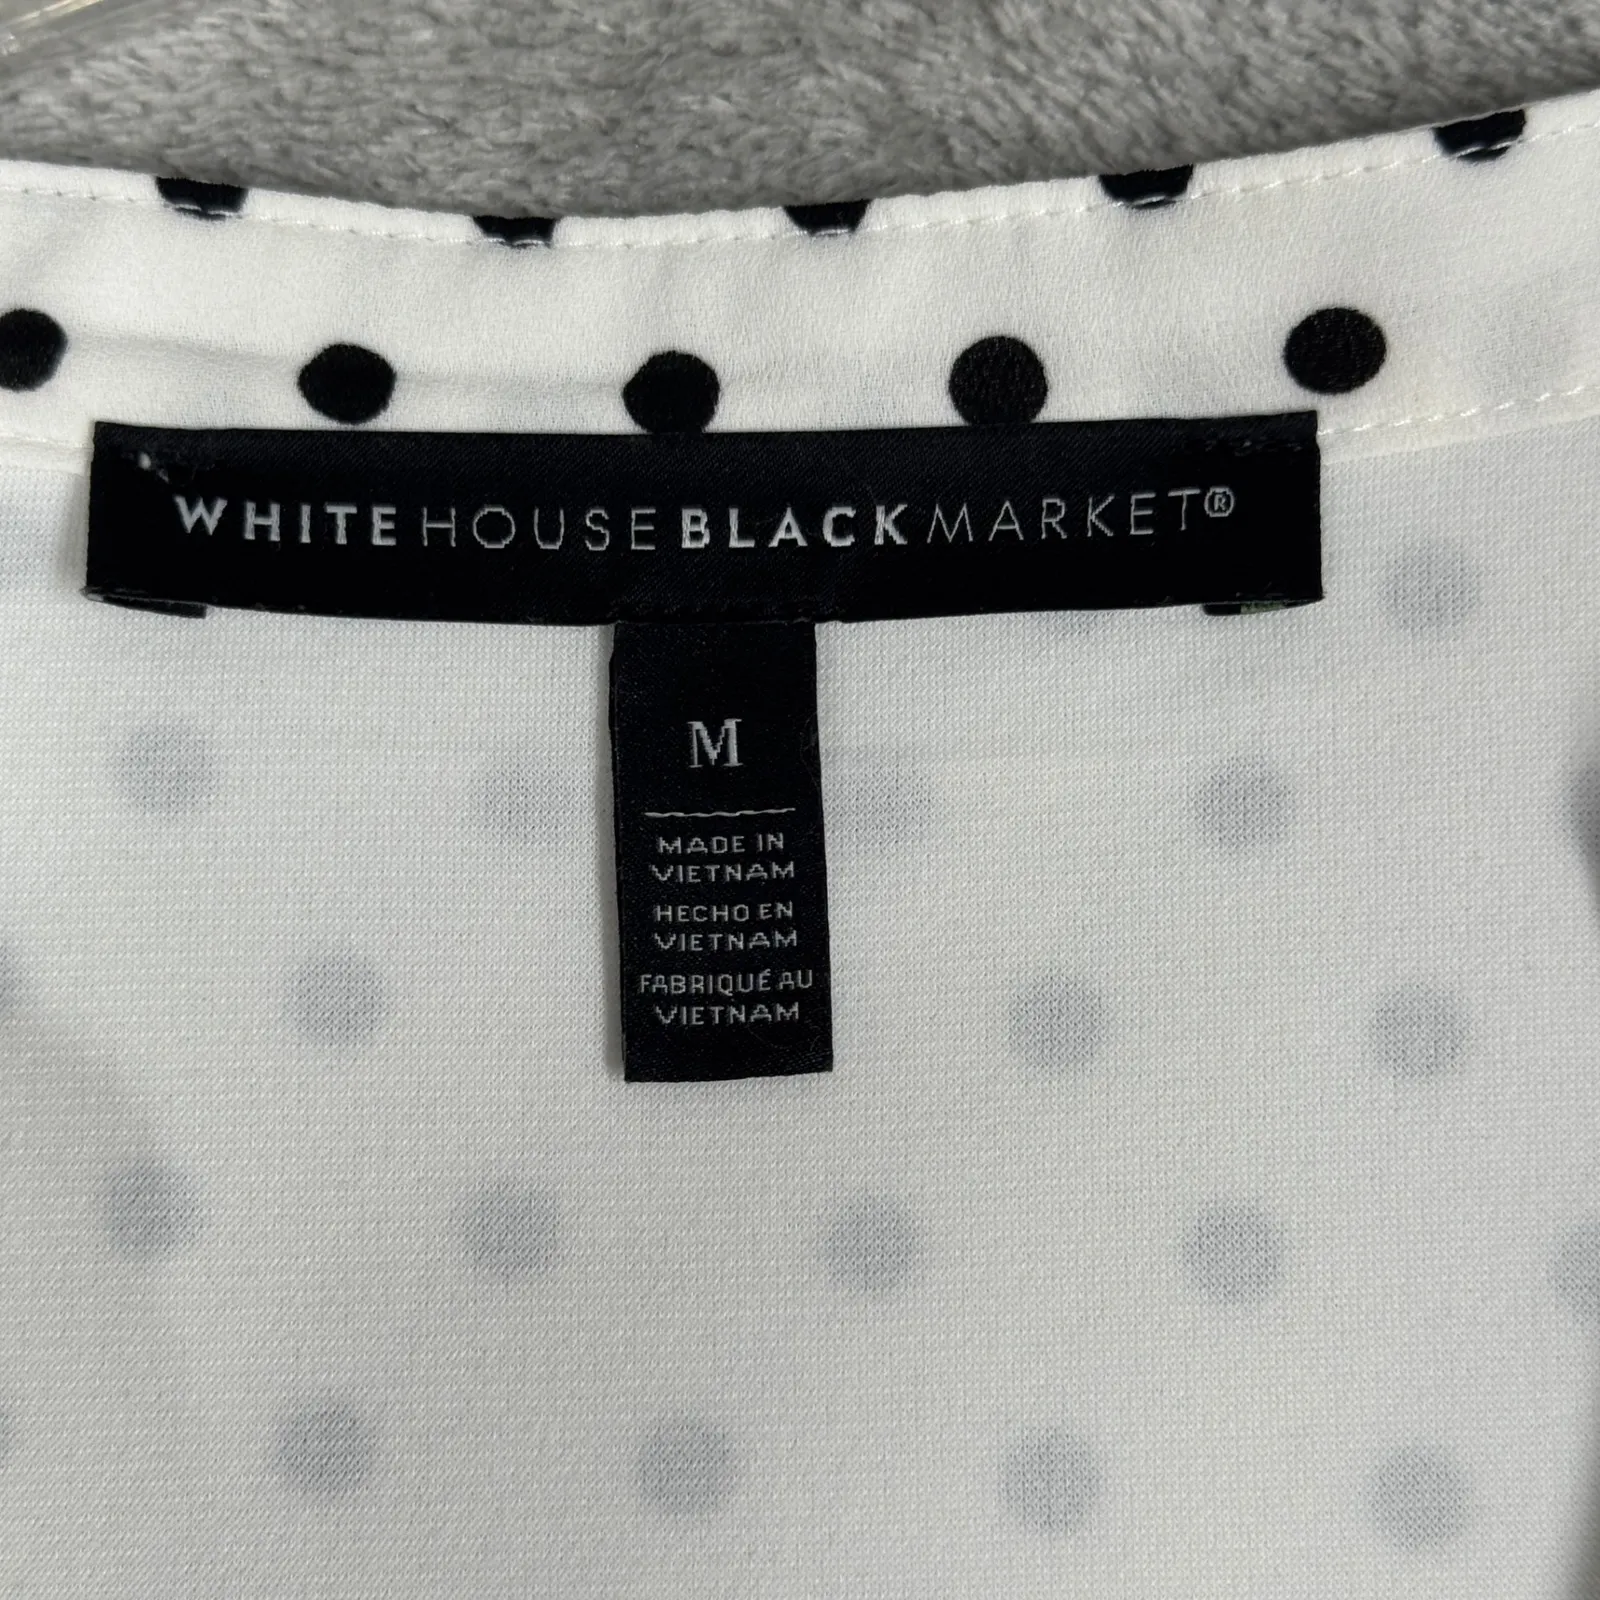 WHITEHOUSEBLACKMARKET®
M
MADE IN
VIETNAM
HECHO EN
VIETNAM
FABRIQUÉ AU
VIETNAM